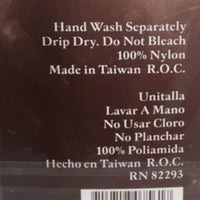 Hand Wash Separately
Drip Dry. Do Not Bleach
100% Nylon
Made in Taiwan R.O.C.
Unitalla
Lavar A Mano
No Usar Cloro
No Planchar
100% Poliamida
Hecho en Taiwan R.O.C.
RN 82293